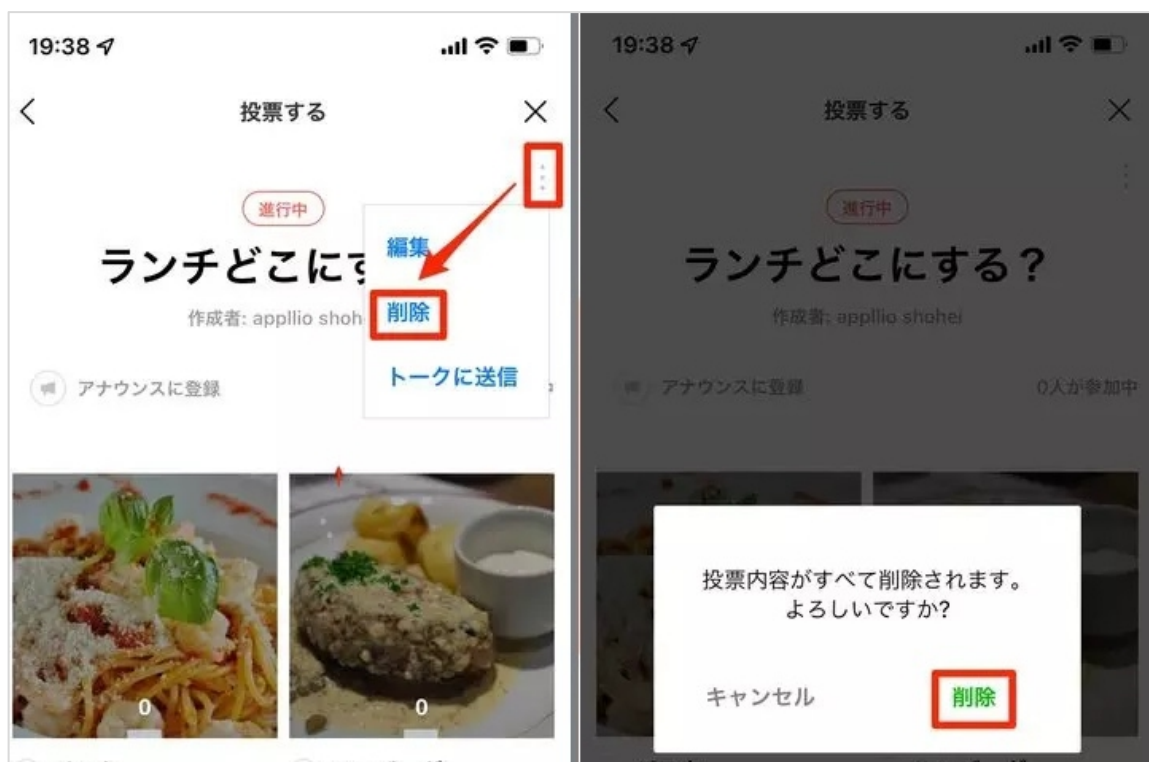 19:38
投票する
進行中
ランチどこにす
作成者: appllio shoh
編集
削除
トークに送信
アナウンスに登録
0
0
19:38
投票する
進行中
ランチどこにする？
作成者: appllio shohei
アナウンスに登録
0人が参加中
投票内容がすべて削除されます。
よろしいですか?
キャンセル
削除